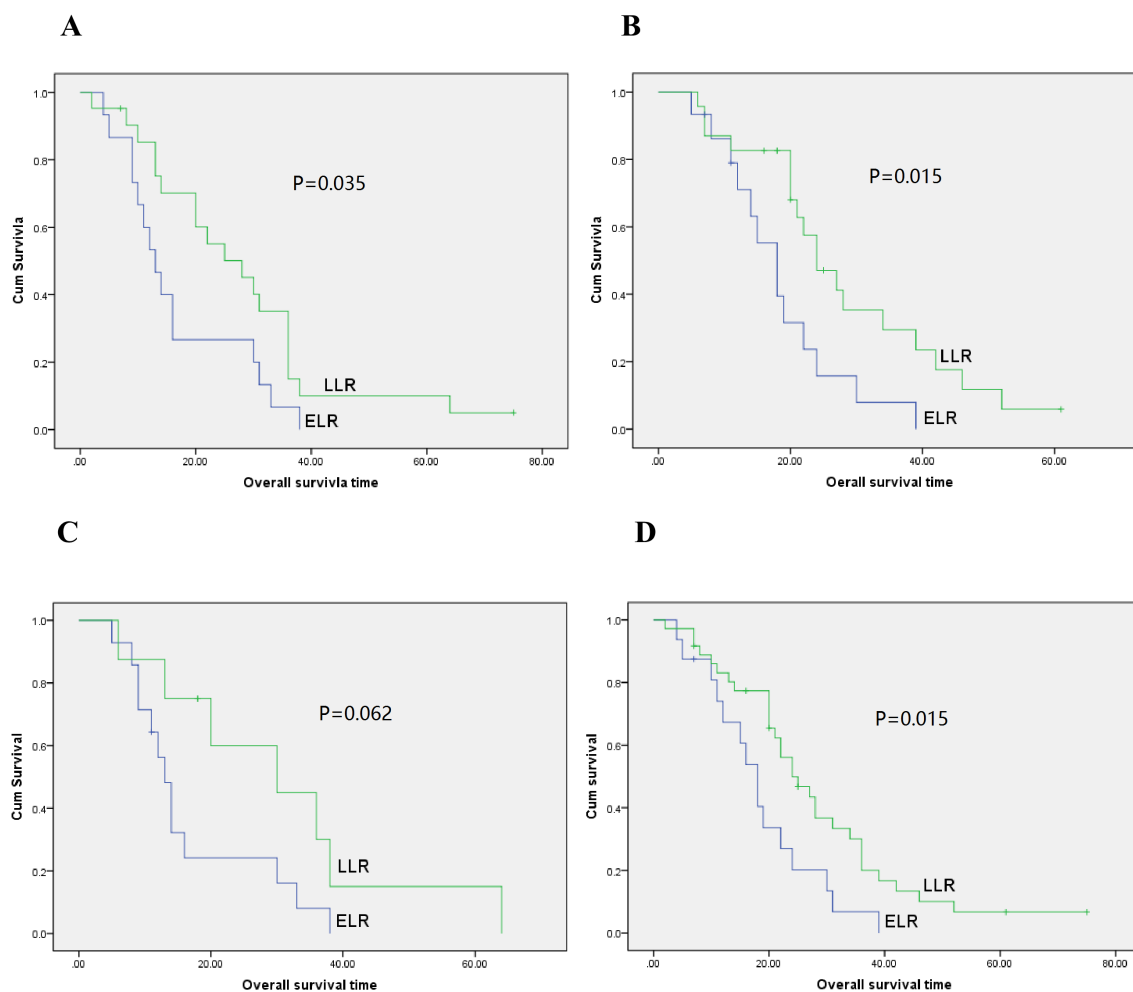 A
B
1.0
0.8
0.6
0.4
0.2
0.0
Cum Survivla
P=0.035
LLR
ELR
.00 20.00 40.00 60.00 80.00
Overall survivla time
1.0
0.8
0.6
0.4
0.2
0.0
Cum Survivla
P=0.015
LLR
ELR
.00 20.00 40.00 60.00
Oerall survival time
C
D
1.0
0.8
0.6
0.4
0.2
0.0
Cum Survival
P=0.062
LLR
ELR
.00 20.00 40.00 60.00
Overall survival time
1.0
0.8
0.6
0.4
0.2
0.0
Cum survival
P=0.015
LLR
ELR
.00 20.00 40.00 60.00 80.00
Overall survival time